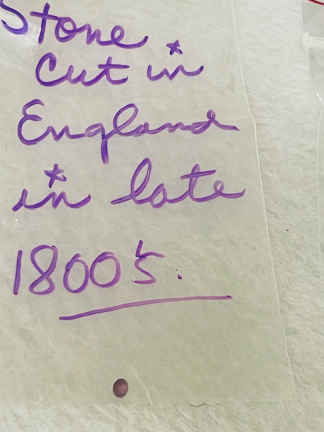 Stone
Cut in
England
in late
1800's.